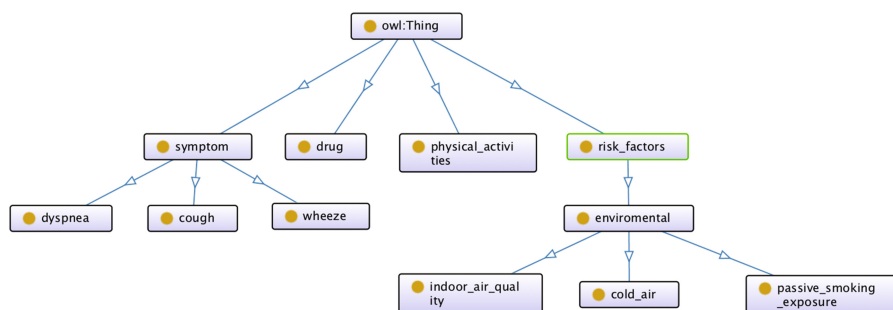 owl:Thing
symptom
drug
physical_activi
ties
risk_factors
dyspnea
cough
wheeze
enviromental
indoor_air_qual
ity
cold_air
passive_smoking
_exposure